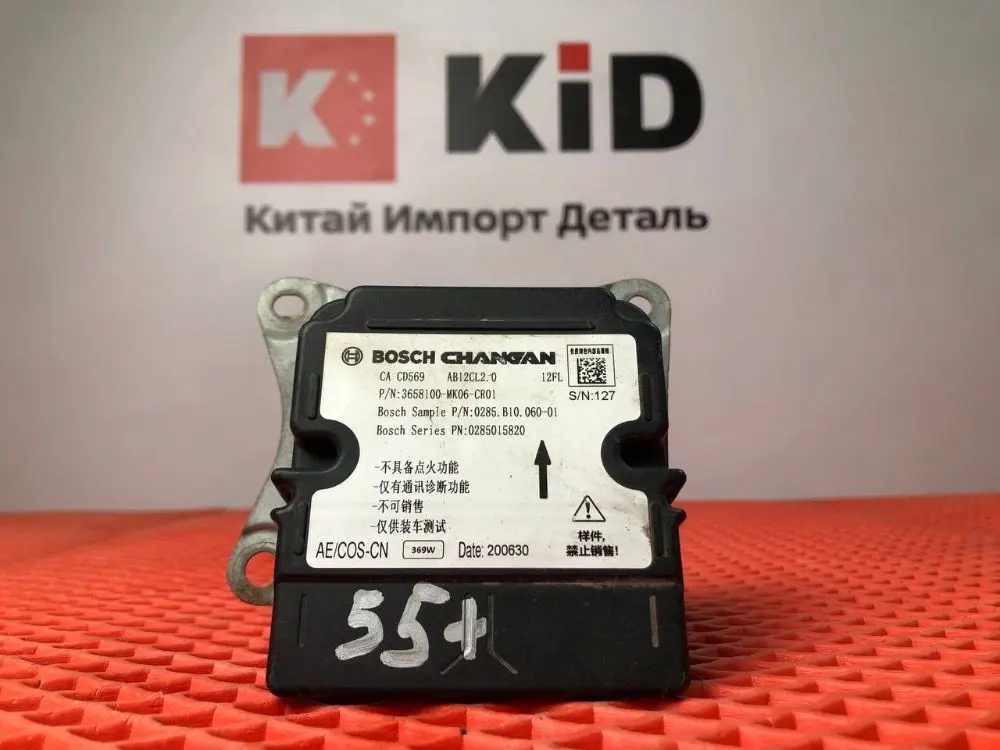 K KiD
Китай Импорт Деталь
BOSCH CHANGAN
CA CD569 AB12CL2.0 12FL
P/N:3658100-MK06-CR01
S/N:127
Bosch Sample P/N:0285.B10.060-01
Bosch Series PN:0285015820
-不具备点火功能
-仅有通讯诊断功能
-不可销售
-仅供装车测试
样件,
禁止销售!
AE/COS-CN 369W Date: 200630
55+